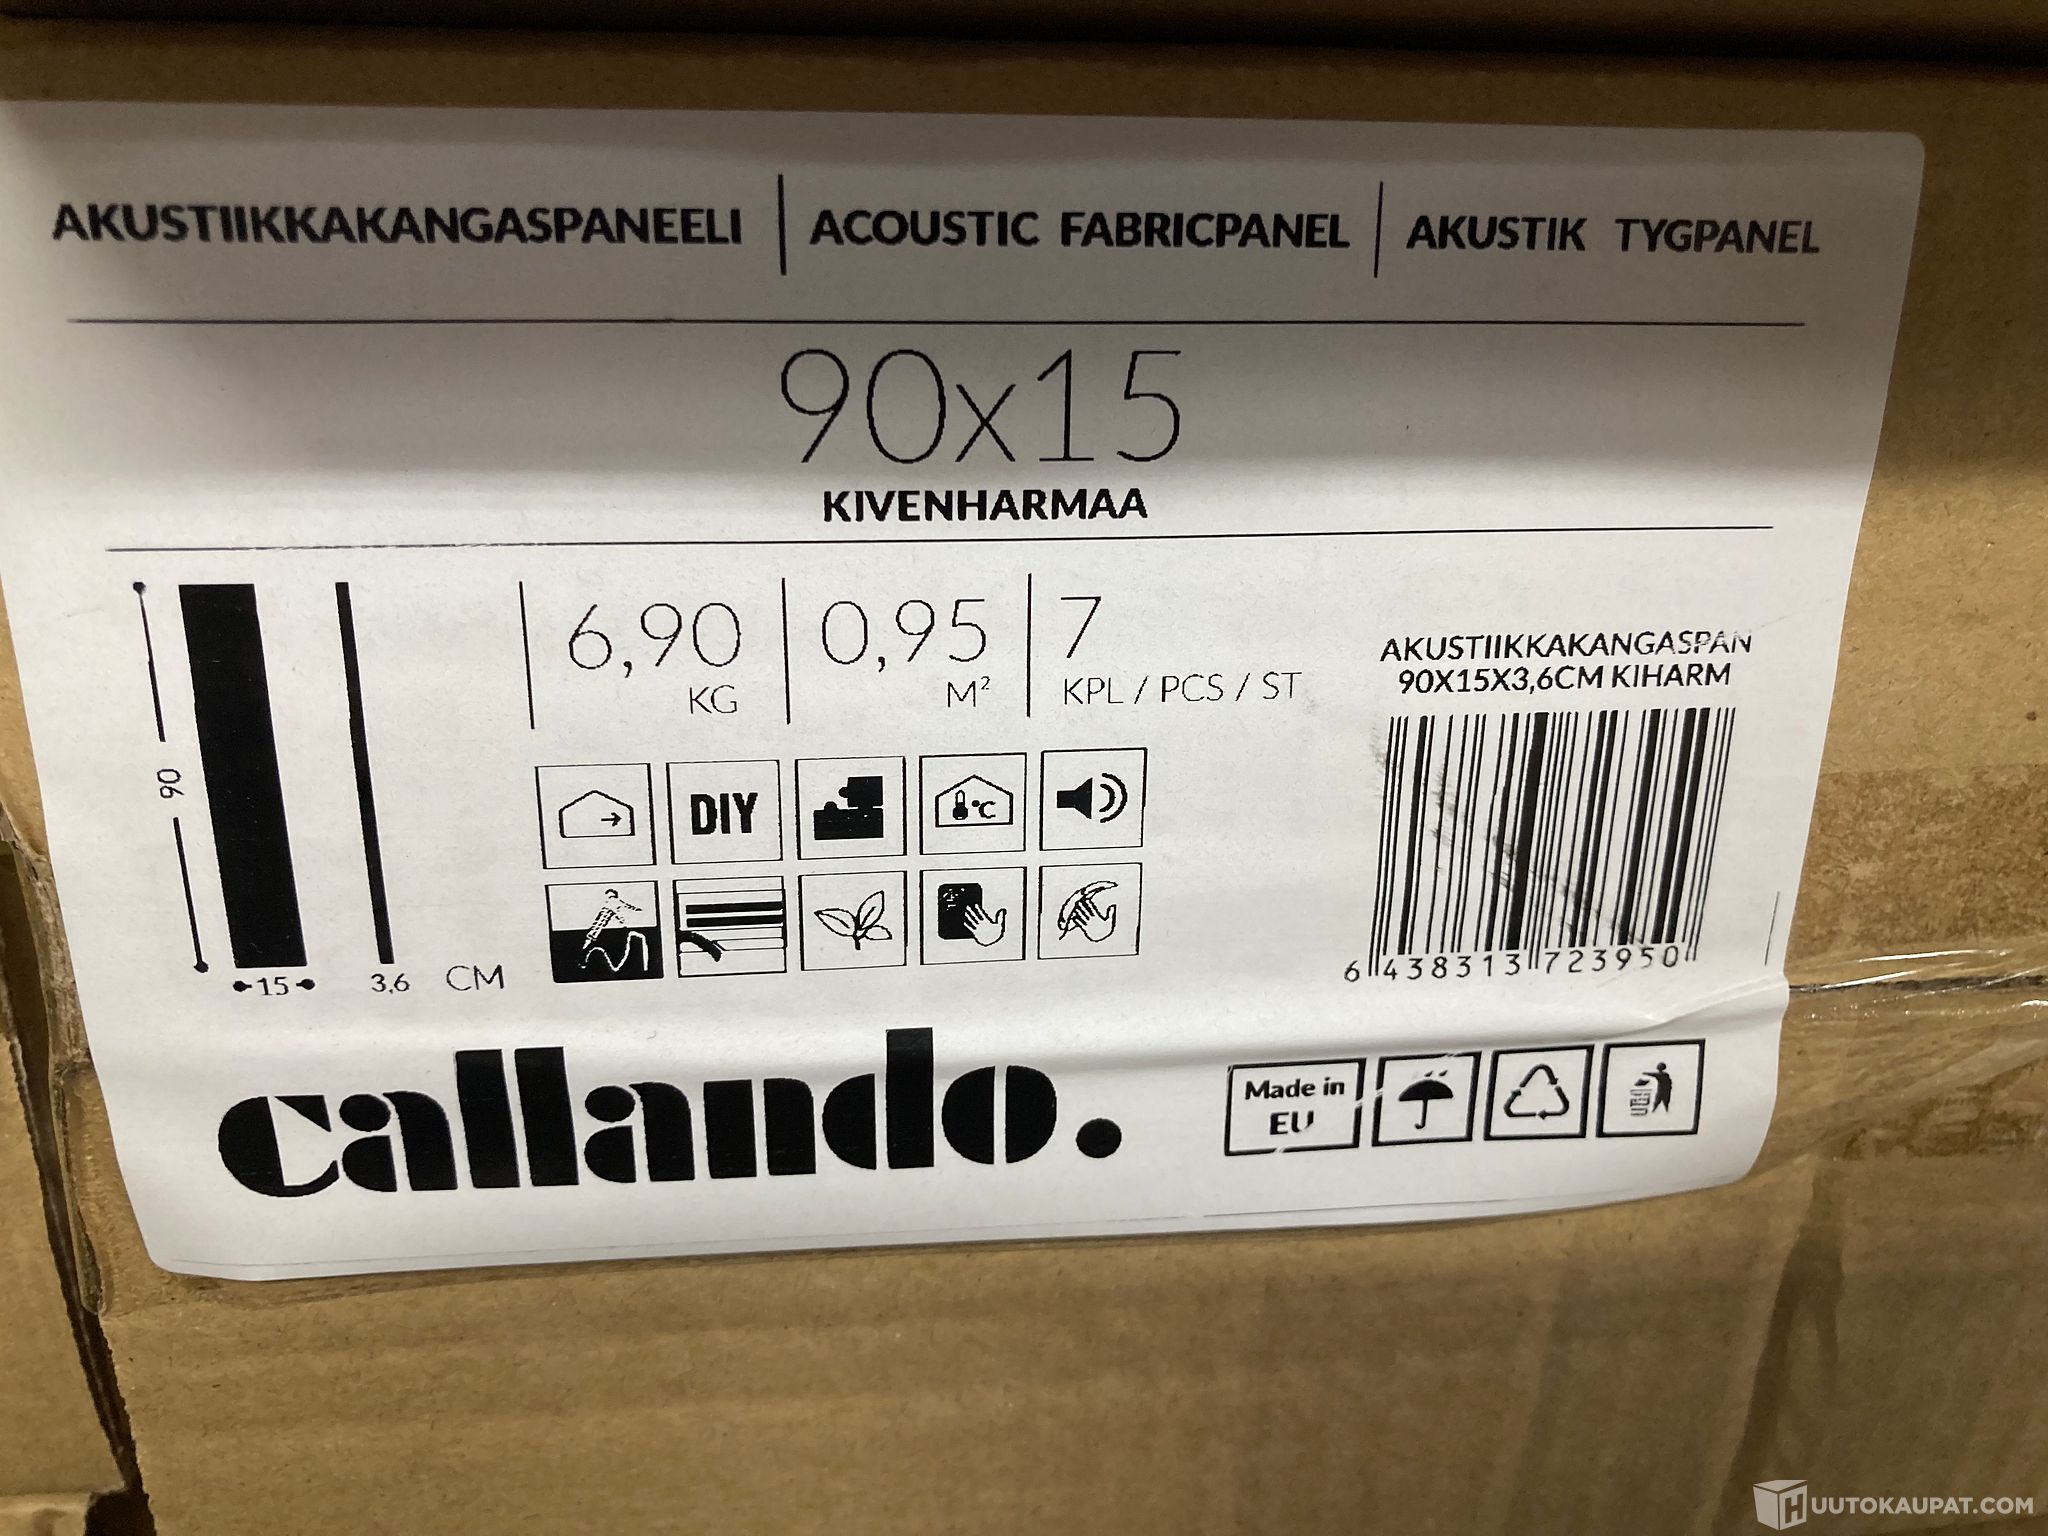 AKUSTIIKKAKANGASPANEELI | ACOUSTIC FABRICPANEL | AKUSTIK TYGPANEL
90x15
KIVENHARMAA
90
15
3,6 CM
6,90
KG
0,95
M²
7
KPL / PCS / ST
DIY
°C
AKUSTIIKKAKANGASPAN
90X15X3,6CM KIHARM
6 438313 723950
callando.
Made in
EU
HUUTOKAUPAT.COM